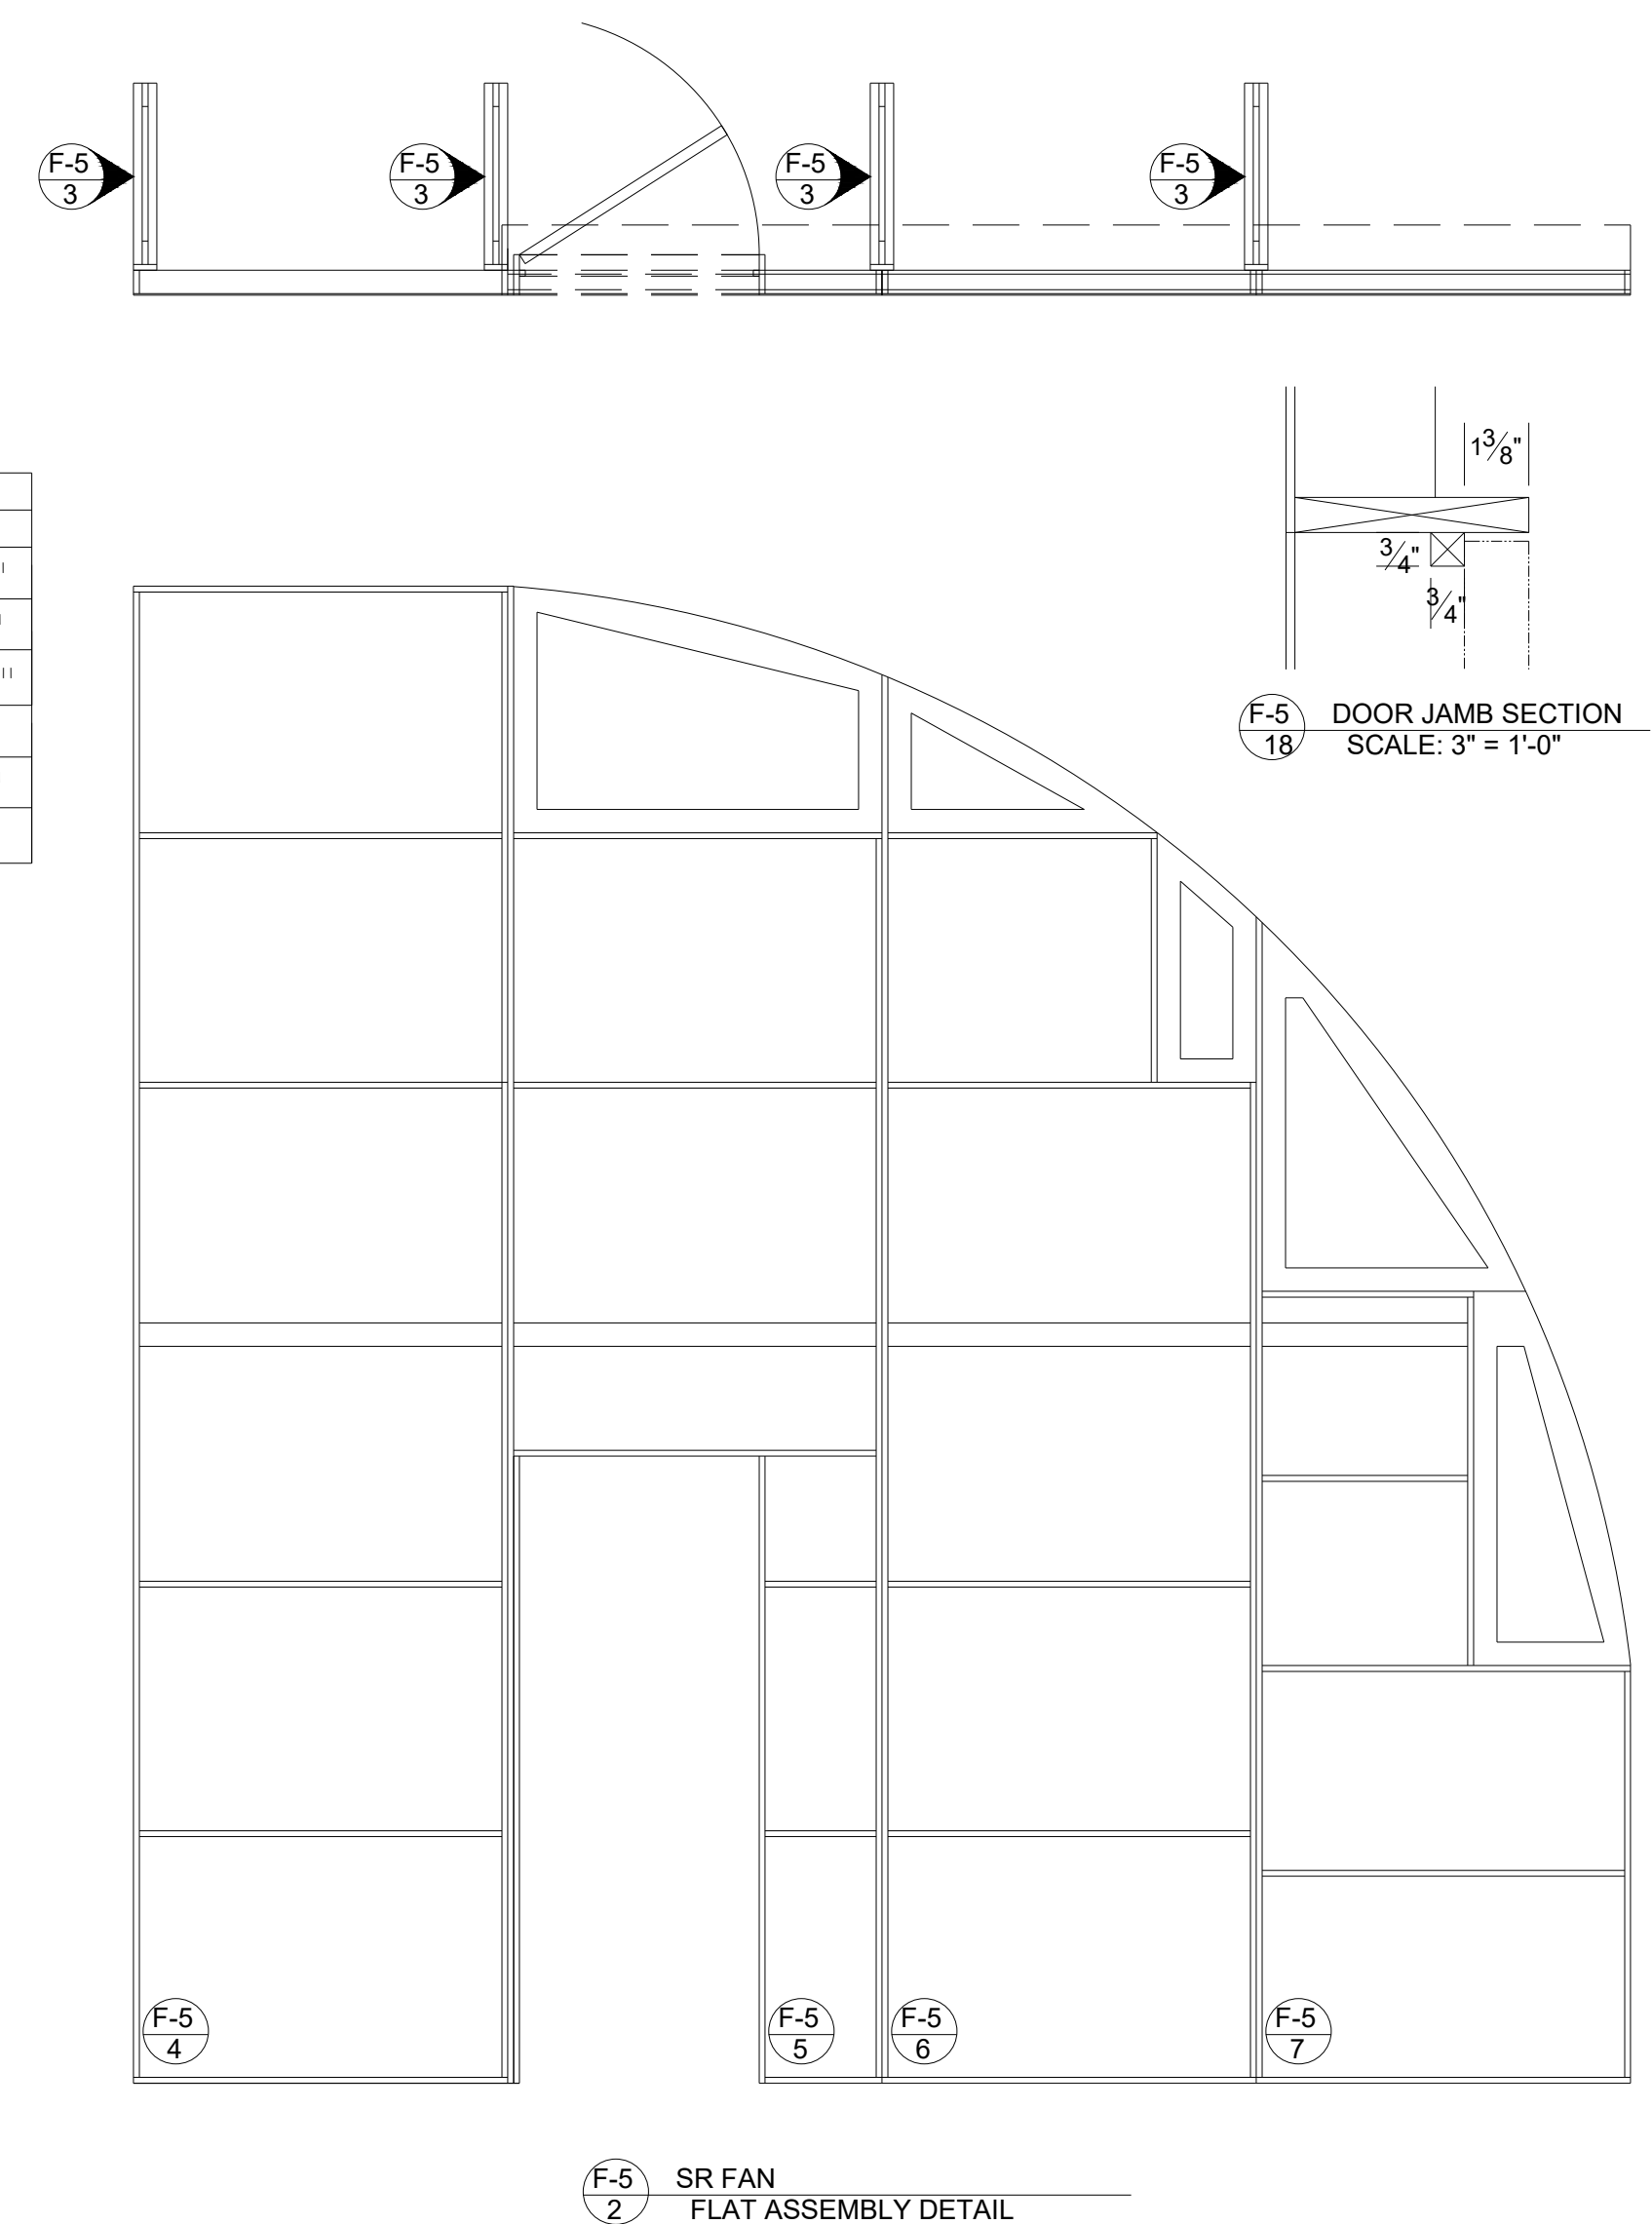 F-5
3
F-5
3
F-5
3
F-5
3
1 3/8"
3/4"
3/4"
F-5
18
DOOR JAMB SECTION
SCALE: 3" = 1'-0"
F-5
4
F-5
5
F-5
6
F-5
7
F-5
2
SR FAN
FLAT ASSEMBLY DETAIL